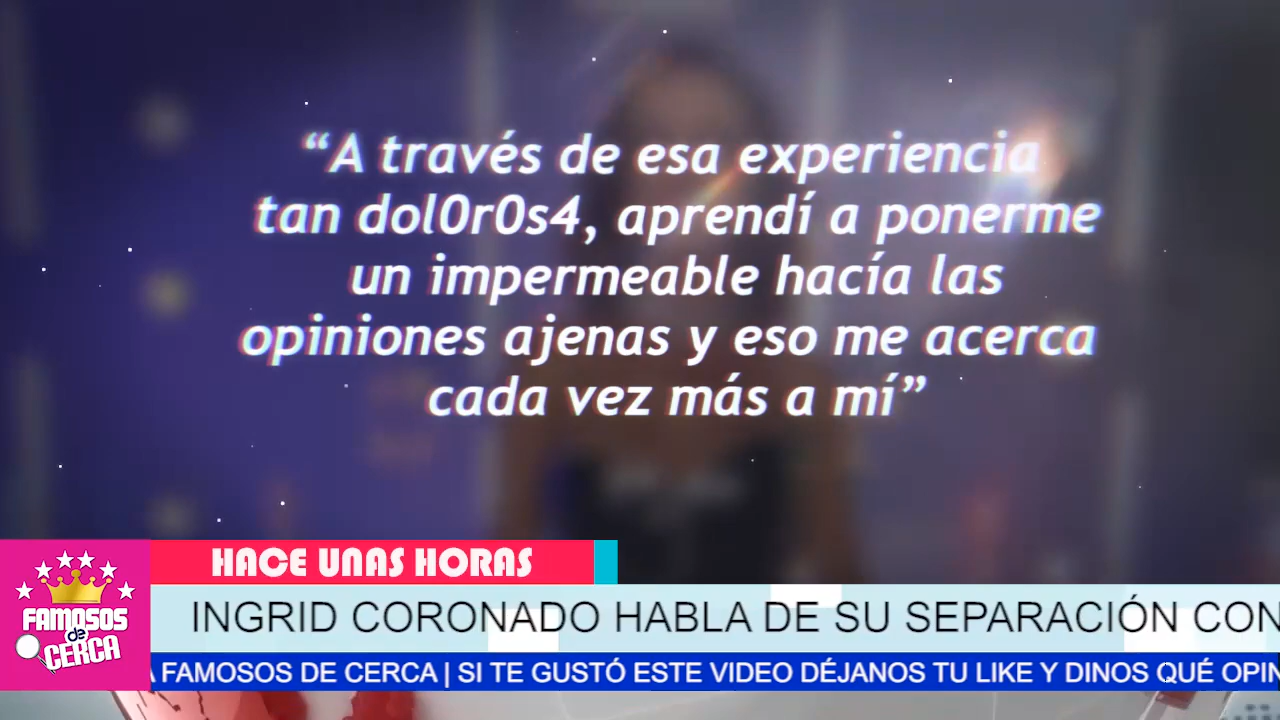 “A través de esa experiencia
tan dol0r0s4, aprendí a ponerme
un impermeable hacía las
opiniones ajenas y eso me acerca
cada vez más a mí”
HACE UNAS HORAS
INGRID CORONADO HABLA DE SU SEPARACIÓN CON
FAMOSOS
de
CERCA
A FAMOSOS DE CERCA | SI TE GUSTÓ ESTE VIDEO DÉJANOS TU LIKE Y DINOS QUÉ OPIN